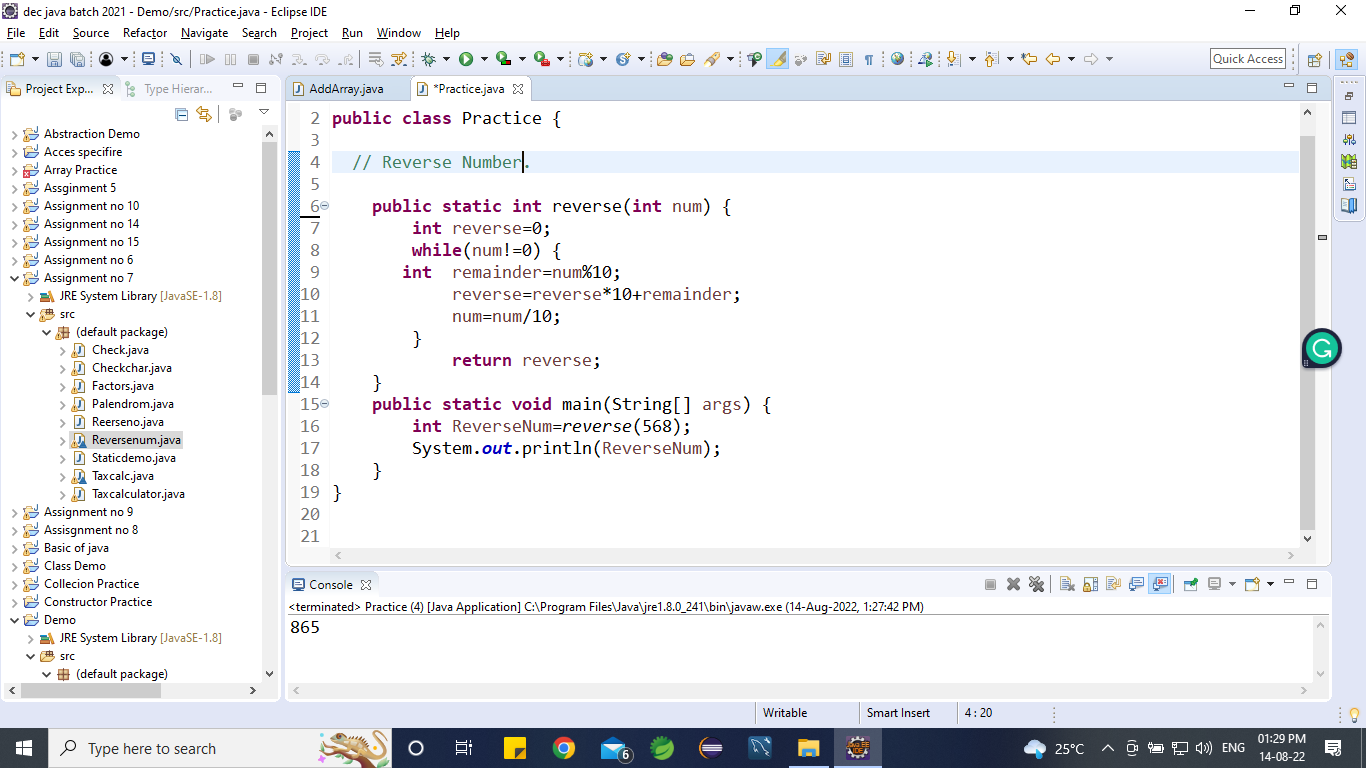 dec java batch 2021 - Demo/src/Practice.java - Eclipse IDE
File Edit Source Refactor Navigate Search Project Run Window Help
Quick Access
Project Exp... Type Hierar...
Abstraction Demo
Acces specifire
Array Practice
Assginment 5
Assignment no 10
Assignment no 14
Assignment no 15
Assignment no 6
Assignment no 7
JRE System Library [JavaSE-1.8]
src
(default package)
Check.java
Checkchar.java
Factors.java
Palendrom.java
Reerseno.java
Reversenum.java
Staticdemo.java
Taxcalc.java
Taxcalculator.java
Assignment no 9
Assisgnment no 8
Basic of java
Class Demo
Collecion Practice
Constructor Practice
Demo
JRE System Library [JavaSE-1.8]
src
(default package)
AddArray.java *Practice.java
2 public class Practice {
3
4 // Reverse Number.
5
6 public static int reverse(int num) {
7 int reverse=0;
8 while(num!=0) {
9 int remainder=num%10;
10 reverse=reverse*10+remainder;
11 num=num/10;
12 }
13 return reverse;
14 }
15 public static void main(String[] args) {
16 int ReverseNum=reverse(568);
17 System.out.println(ReverseNum);
18 }
19 }
20
21
Console
<terminated> Practice (4) [Java Application] C:\Program Files\Java\jre1.8.0_241\bin\javaw.exe (14-Aug-2022, 1:27:42 PM)
865
Writable Smart Insert 4 : 20
Type here to search
6
25°C ENG 01:29 PM
14-08-22